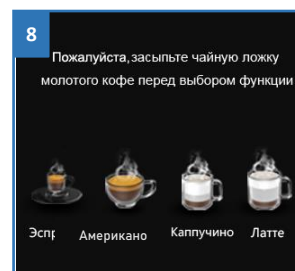 8
Пожалуйста, засыпьте чайную ложку
молотого кофе перед выбором функции
Эспр Американо Каппучино Латте